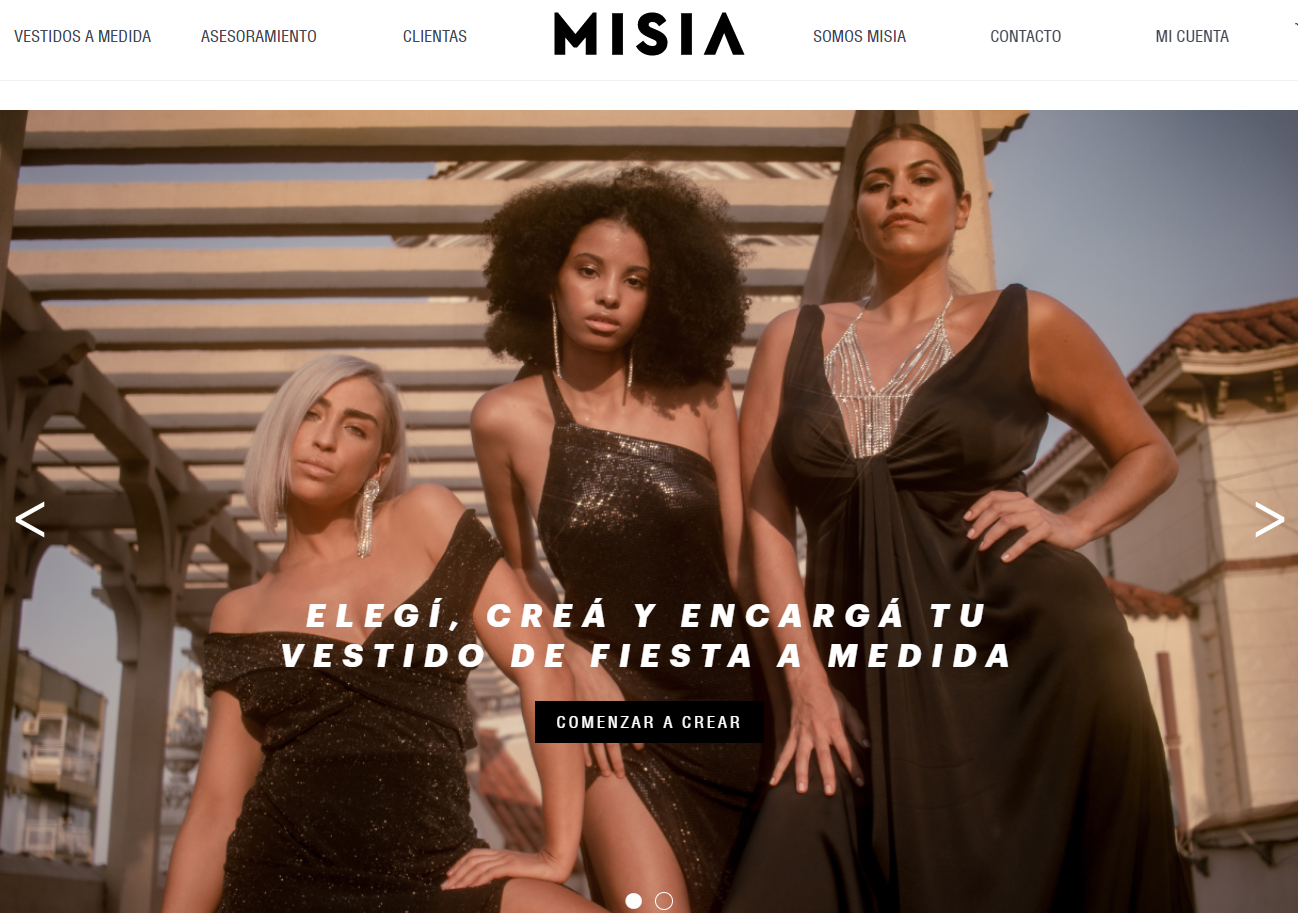 VESTIDOS A MEDIDA
ASESORAMIENTO
CLIENTAS
MISIA
SOMOS MISIA
CONTACTO
MI CUENTA
<
>
ELEGÍ, CREÁ Y ENCARGÁ TU
VESTIDO DE FIESTA A MEDIDA
COMENZAR A CREAR